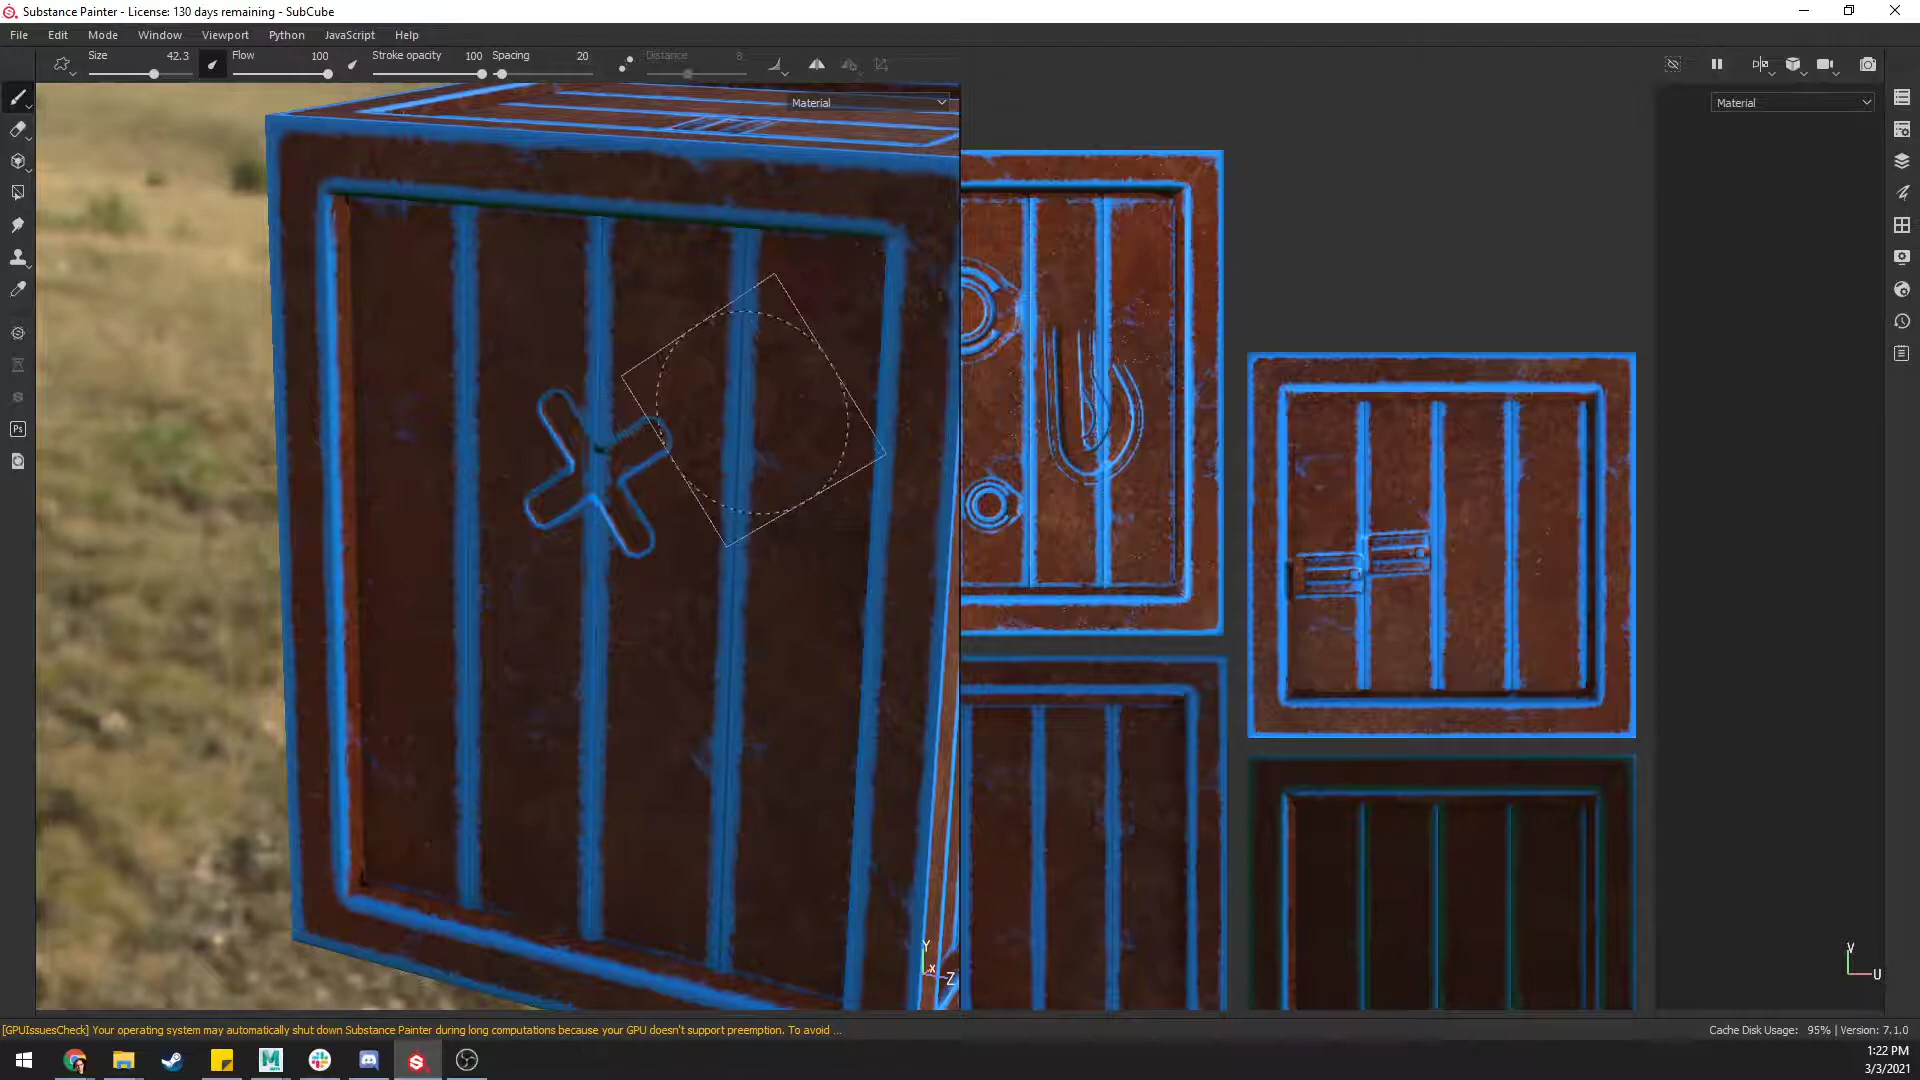 Substance Painter - License: 130 days remaining - SubCube
File Edit Mode Window Viewport Python JavaScript Help
Size 42.3 Flow 100 Stroke opacity 100 Spacing 20 Distance 8
Material
Material
Ps
Y
X
Z
V
U
[GPUIssuesCheck] Your operating system may automatically shut down Substance Painter during long computations because your GPU doesn't support preemption. To avoid ...
Cache Disk Usage: 95% | Version: 7.1.0
M
1:22 PM
3/3/2021